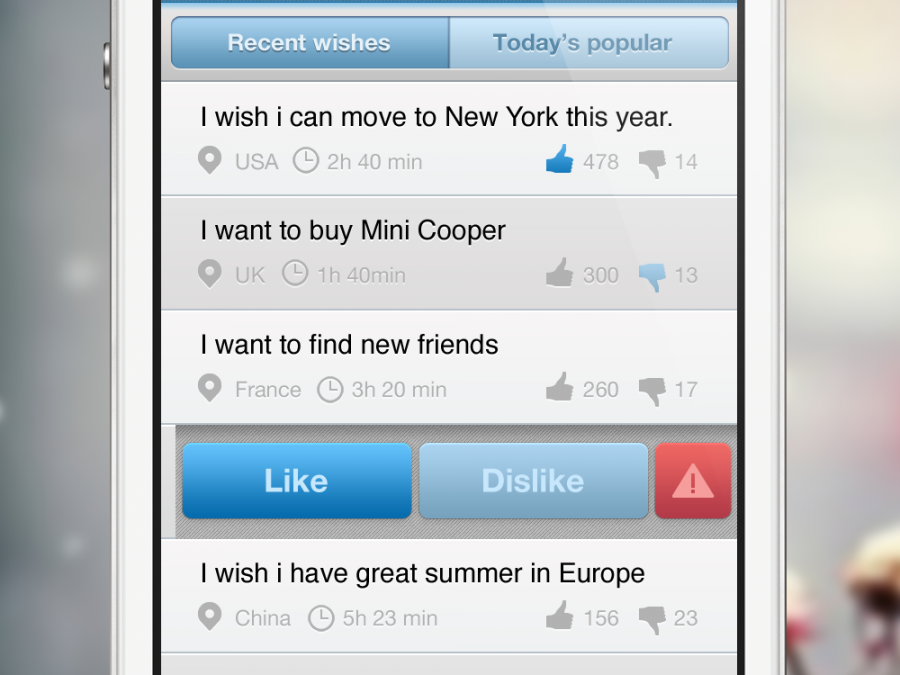 Recent wishes Today's popular
I wish i can move to New York this year.
USA 2h 40 min 478 14
I want to buy Mini Cooper
UK 1h 40min 300 13
I want to find new friends
France 3h 20 min 260 17
Like Dislike !
I wish i have great summer in Europe
China 5h 23 min 156 23